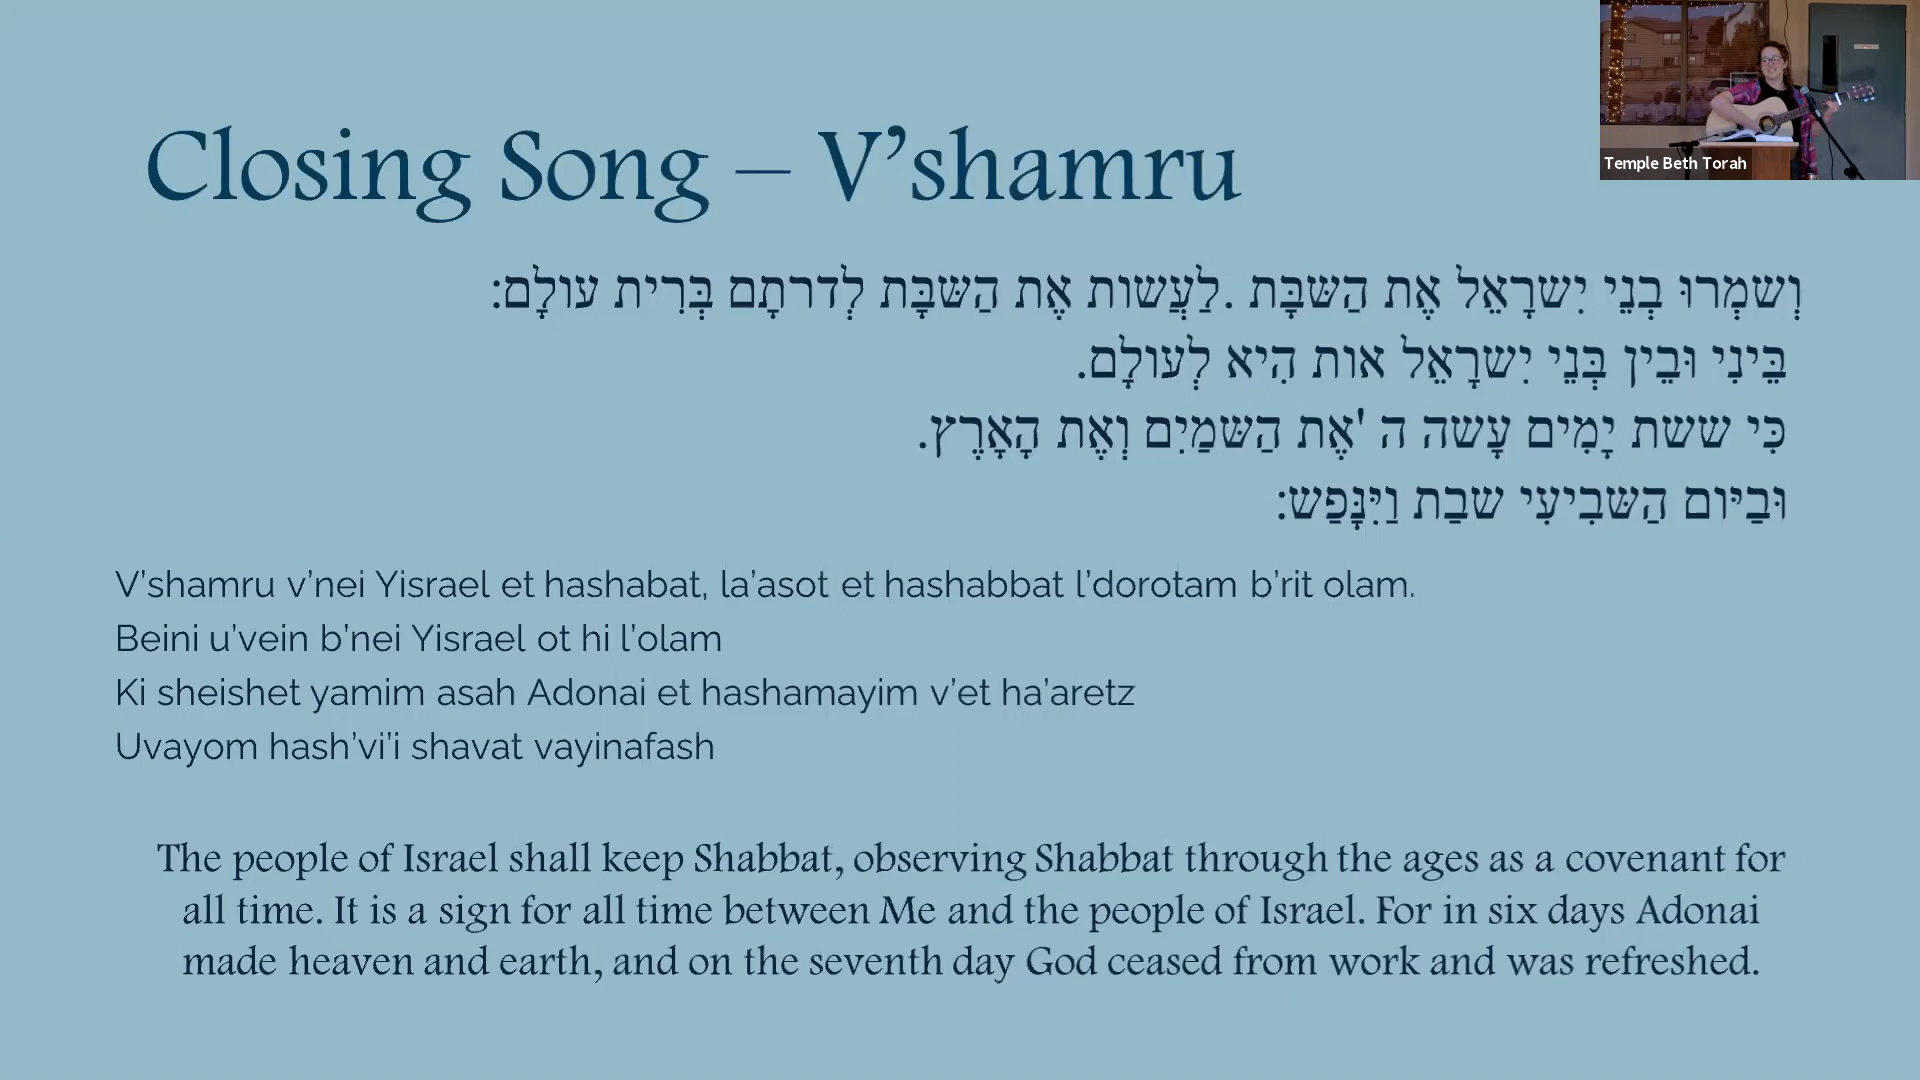 Closing Song – V’shamru
Temple Beth Torah
וְשמְרוּ בְנֵי יִשרָאֵל אֶת הַשּבָּת .לַעֲשות אֶת הַשּבָּת לְדרתָם בְּרִית עולָם:
בֵּינִי וּבֵין בְּנֵי יִשרָאֵל אות הִיא לְעולָם.
כִּי ששת יָמִים עָשה ה 'אֶת הַשּמַיִם וְאֶת הָאָרֶץ.
וּבַיּום הַשּבִיעִי שבַת וַיִּנָּפַש:
V’shamru v’nei Yisrael et hashabat, la’asot et hashabbat l’dorotam b’rit olam.
Beini u’vein b’nei Yisrael ot hi l’olam
Ki sheishet yamim asah Adonai et hashamayim v’et ha’aretz
Uvayom hash’vi’i shavat vayinafash
The people of Israel shall keep Shabbat, observing Shabbat through the ages as a covenant for
all time. It is a sign for all time between Me and the people of Israel. For in six days Adonai
made heaven and earth, and on the seventh day God ceased from work and was refreshed.